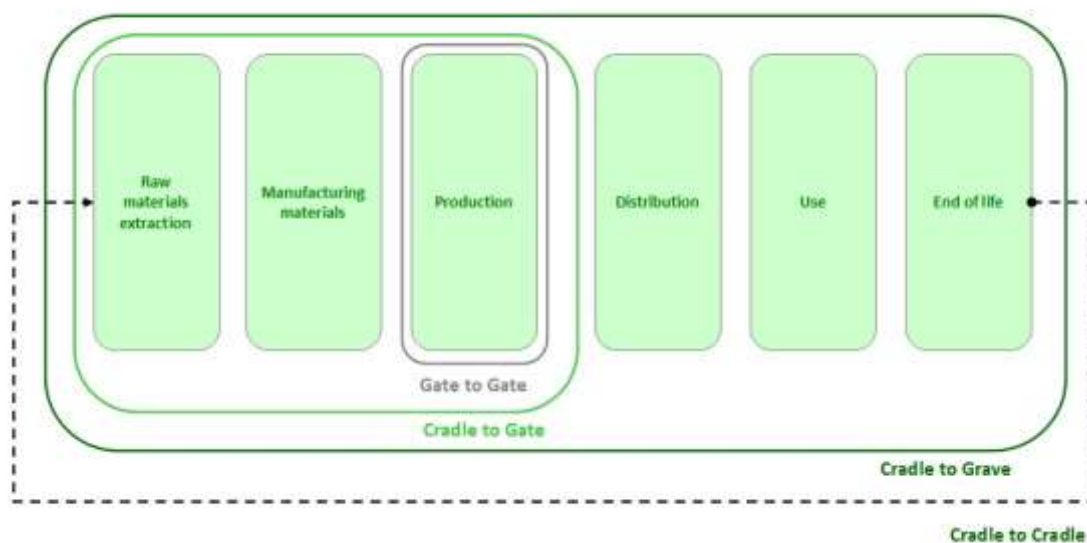 Raw
materials
extraction
Manufacturing
materials
Production
Distribution
Use
End of life
Gate to Gate
Cradle to Gate
Cradle to Grave
Cradle to Cradle